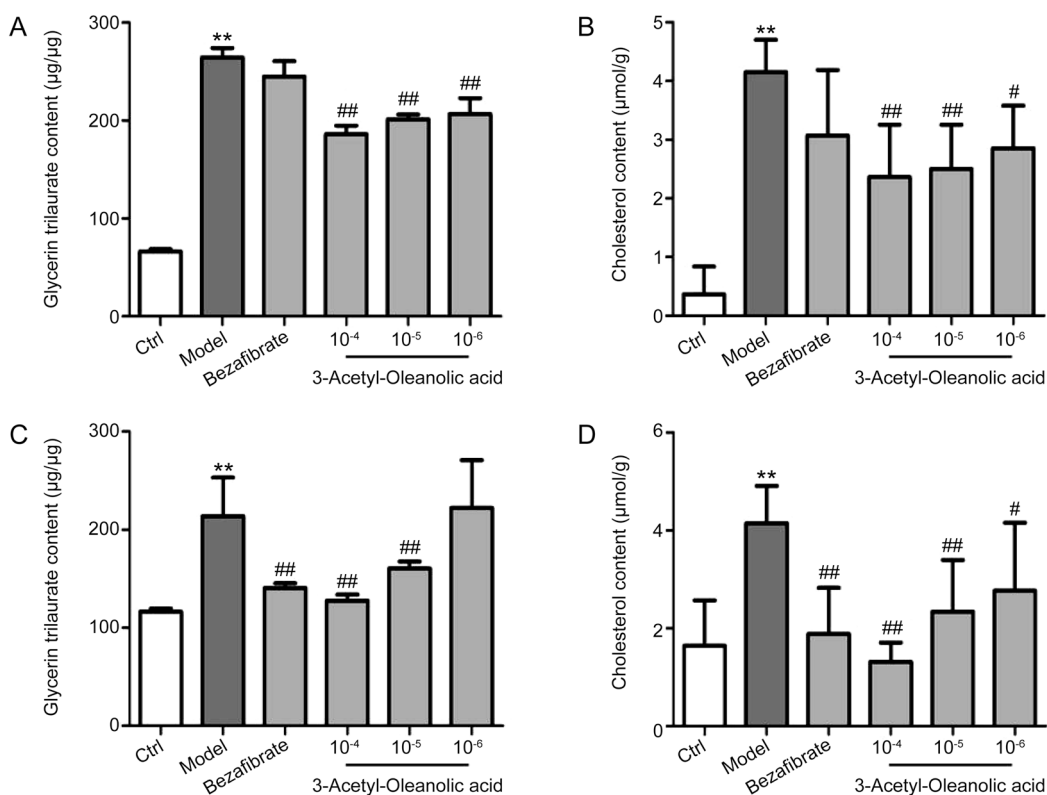 A
Glycerin trilaurate content (µg/µg)
300
200
100
0
**
##
##
##
Ctrl
Model
Bezafibrate
10⁻⁴
10⁻⁵
10⁻⁶
3-Acetyl-Oleanolic acid
B
Cholesterol content (µmol/g)
5
4
3
2
1
0
**
##
##
#
Ctrl
Model
Bezafibrate
10⁻⁴
10⁻⁵
10⁻⁶
3-Acetyl-Oleanolic acid
C
Glycerin trilaurate content (µg/µg)
300
200
100
0
**
##
##
##
Ctrl
Model
Bezafibrate
10⁻⁴
10⁻⁵
10⁻⁶
3-Acetyl-Oleanolic acid
D
Cholesterol content (µmol/g)
6
4
2
0
**
##
##
##
#
Ctrl
Model
Bezafibrate
10⁻⁴
10⁻⁵
10⁻⁶
3-Acetyl-Oleanolic acid